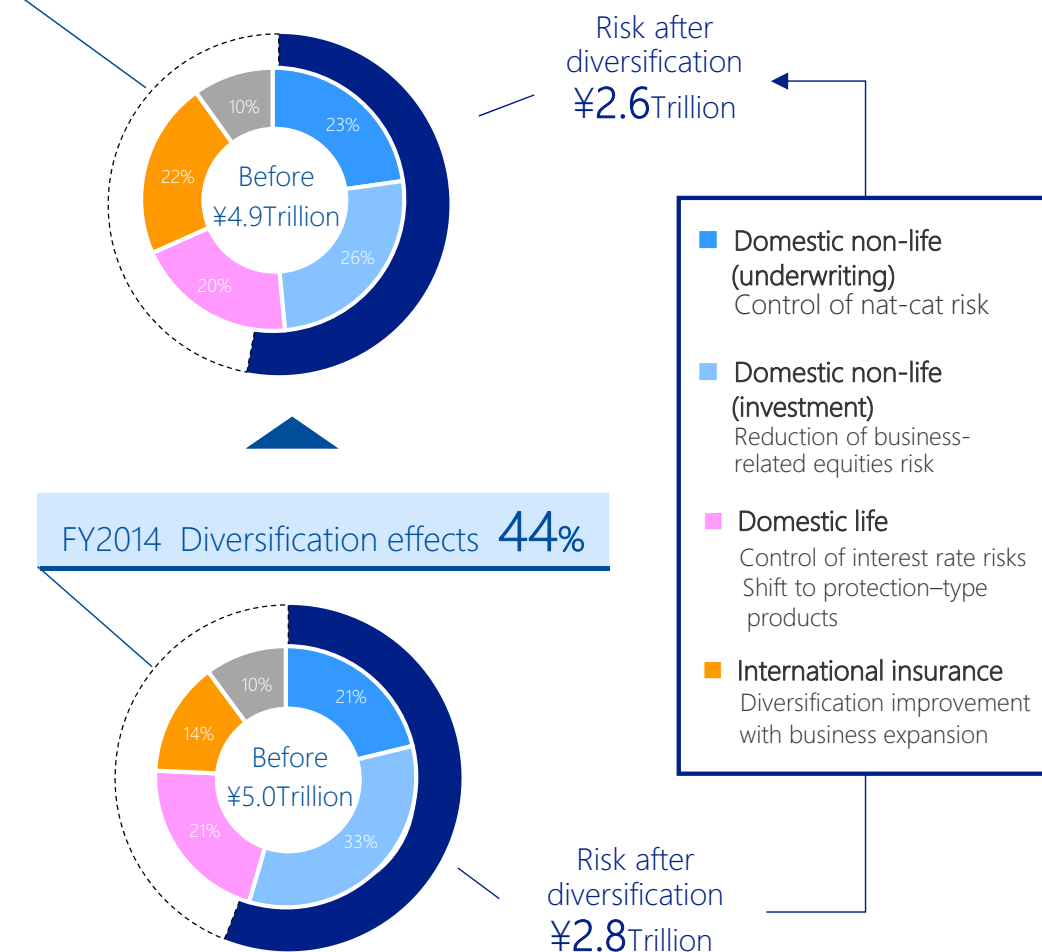 Risk after
diversification
¥2.6Trillion
10%
23%
22%
Before
¥4.9Trillion
26%
20%
Domestic non-life
(underwriting)
Control of nat-cat risk
Domestic non-life
(investment)
Reduction of business-
related equities risk
Domestic life
Control of interest rate risks
Shift to protection–type
products
International insurance
Diversification improvement
with business expansion
FY2014 Diversification effects 44%
10%
21%
14%
Before
¥5.0Trillion
21%
33%
Risk after
diversification
¥2.8Trillion